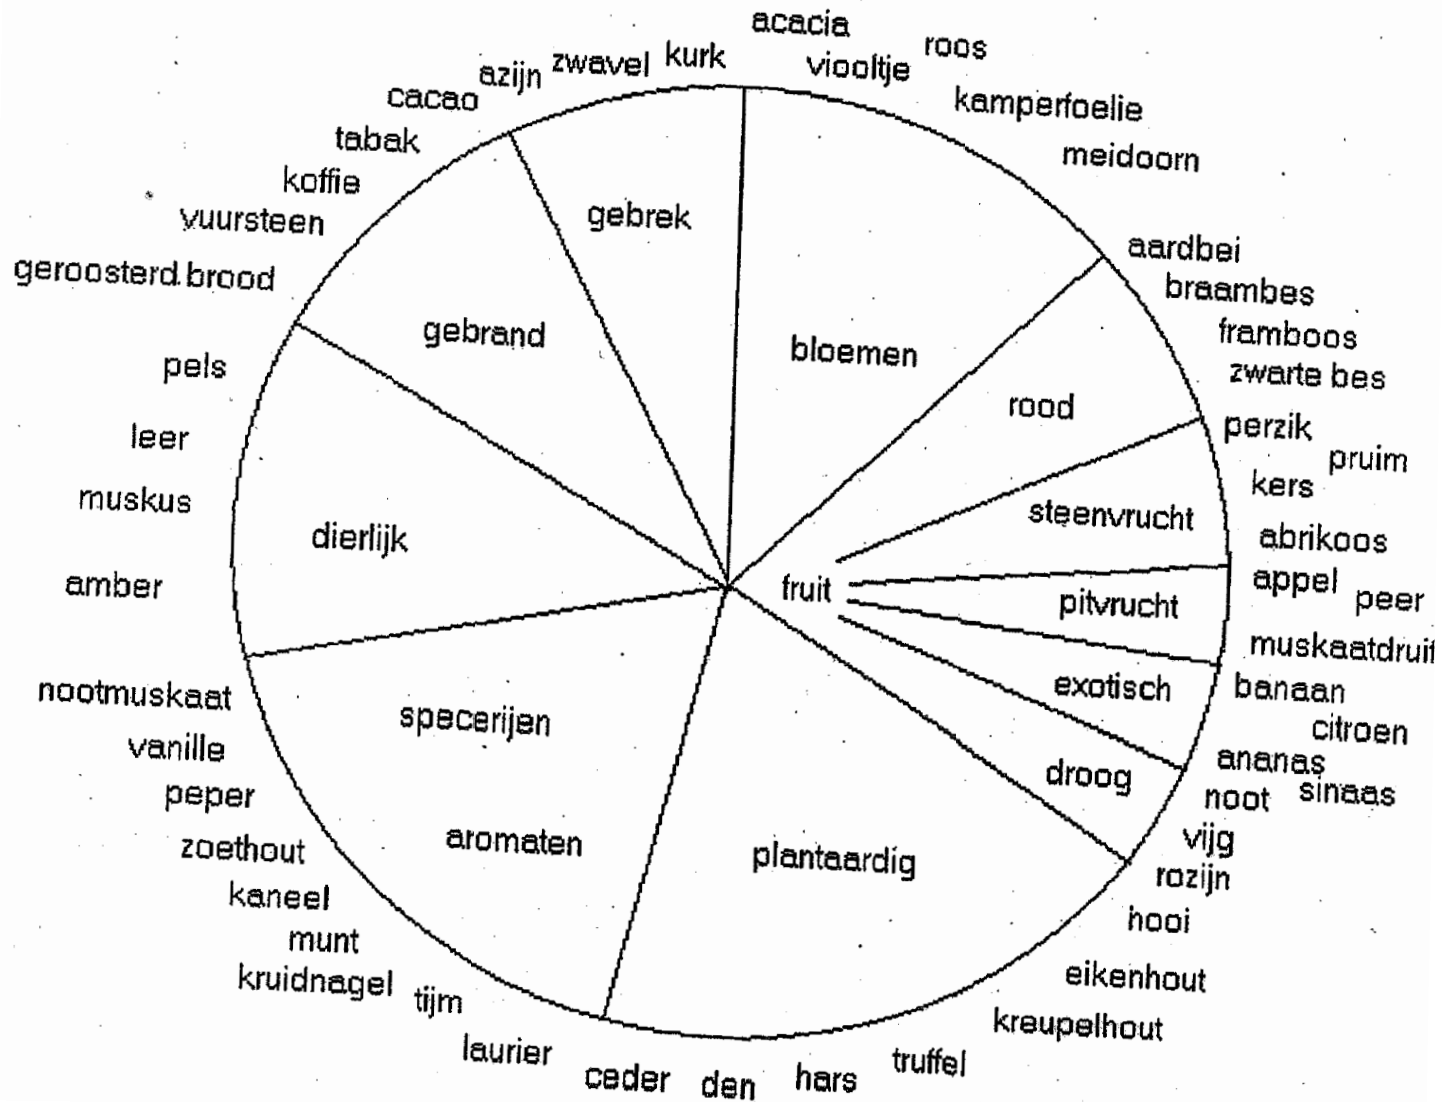 acacia
viooltje
roos
kamperfoelie
meidoorn
aardbei
braambes
framboos
zwarte bes
perzik
pruim
kers
abrikoos
appel
peer
muskaatdruif
banaan
citroen
ananas
sinaas
noot
vijg
rozijn
hooi
eikenhout
kreupelhout
truffel
hars
den
ceder
laurier
tijm
kruidnagel
munt
kaneel
zoethout
peper
vanille
nootmuskaat
amber
muskus
leer
pels
geroosterd brood
vuursteen
koffie
tabak
cacao
azijn
zwavel
kurk
gebrek
bloemen
rood
steenvrucht
fruit
pitvrucht
exotisch
droog
plantaardig
aromaten
specerijen
dierlijk
gebrand